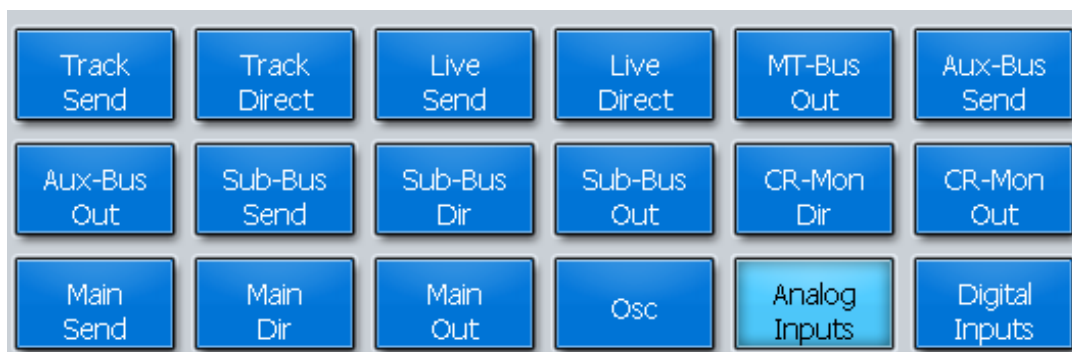 Track
Send
Track
Direct
Live
Send
Live
Direct
MT-Bus
Out
Aux-Bus
Send
Aux-Bus
Out
Sub-Bus
Send
Sub-Bus
Dir
Sub-Bus
Out
CR-Mon
Dir
CR-Mon
Out
Main
Send
Main
Dir
Main
Out
Osc
Analog
Inputs
Digital
Inputs